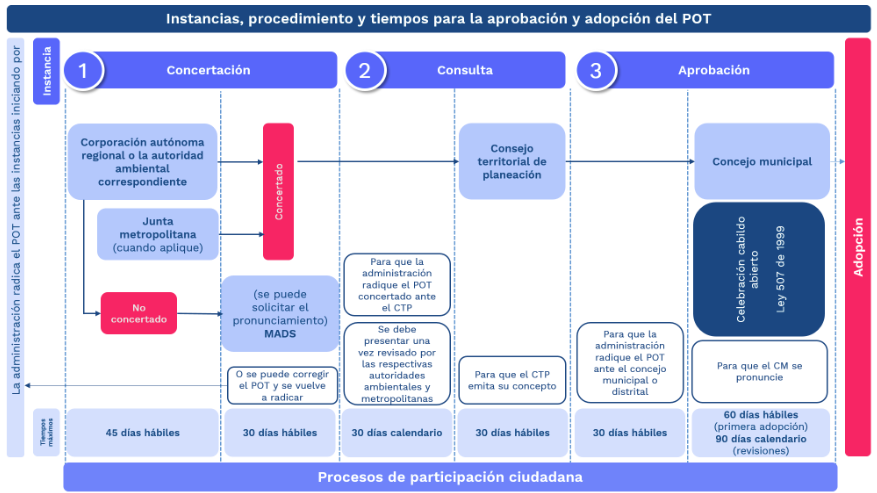 Instancias, procedimiento y tiempos para la aprobación y adopción del POT
La administración radica el POT ante las instancias iniciando por
Instancia
1
Concertación
2
Consulta
3
Aprobación
Corporación autónoma
regional o la autoridad
ambiental
correspondiente
Junta
metropolitana
(cuando aplique)
Concertado
No
concertado
(se puede
solicitar el
pronunciamiento)
MADS
O se puede corregir
el POT y se vuelve
a radicar
Para que la
administración
radique el POT
concertado ante
el CTP
Se debe
presentar una
vez revisado por
las respectivas
autoridades
ambientales y
metropolitanas
Consejo
territorial de
planeación
Para que el CTP
emita su concepto
Para que la
administración
radique el POT
ante el concejo
municipal o
distrital
Concejo municipal
Celebración cabildo
abierto
Ley 507 de 1999
Para que el CM se
pronuncie
Adopción
Tiempos
máximos
45 días hábiles
30 días hábiles
30 días calendario
30 días hábiles
30 días hábiles
60 días hábiles
(primera adopción)
90 días calendario
(revisiones)
Procesos de participación ciudadana